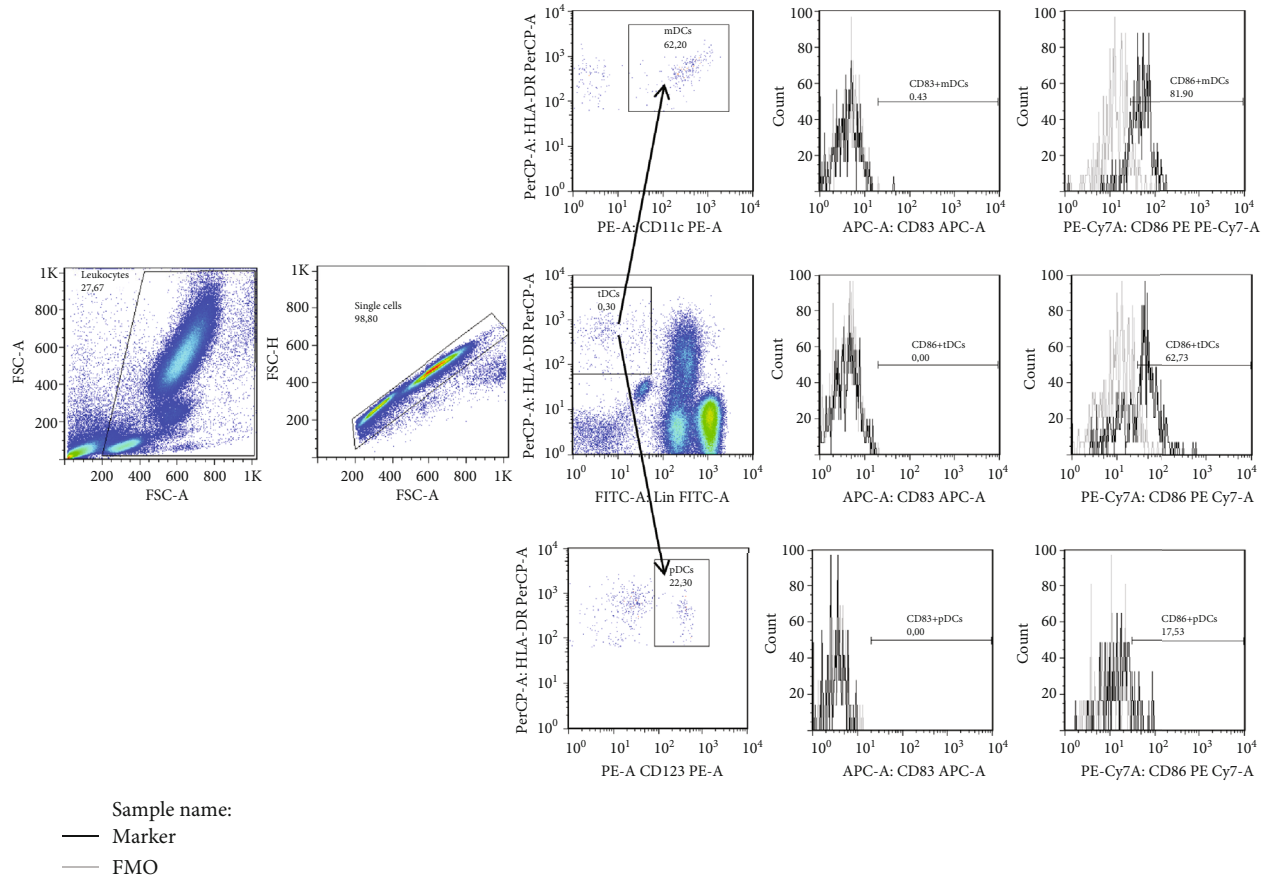 PerCP-A: HLA-DR PerCP-A
10⁴
10³
10²
10¹
10⁰
mDCs
62,20
10⁰ 10¹ 10² 10³ 10⁴
PE-A: CD11c PE-A
Count
100
80
60
40
20
CD83+mDCs
0.43
10⁰ 10¹ 10² 10³ 10⁴
APC-A: CD83 APC-A
Count
100
80
60
40
20
CD86+mDCs
81.90
10⁰ 10¹ 10² 10³ 10⁴
PE-Cy7A: CD86 PE PE-Cy7-A
FSC-A
1K
800
600
400
200
Leukocytes
27,67
200 400 600 800 1K
FSC-A
FSC-H
1K
800
600
400
200
Single cells
98,80
200 400 600 800 1K
FSC-A
PerCP-A: HLA-DR PerCP-A
10⁴
10³
10²
10¹
10⁰
tDCs
0,30
10⁰ 10¹ 10² 10³ 10⁴
FITC-A: Lin FITC-A
Count
100
80
60
40
20
CD86+tDCs
0,00
10⁰ 10¹ 10² 10³ 10⁴
APC-A: CD83 APC-A
Count
100
80
60
40
20
CD86+tDCs
62,73
10⁰ 10¹ 10² 10³ 10⁴
PE-Cy7A: CD86 PE Cy7-A
PerCP-A: HLA-DR PerCP-A
10⁴
10³
10²
10¹
10⁰
pDCs
22,30
10⁰ 10¹ 10² 10³ 10⁴
PE-A CD123 PE-A
Count
100
80
60
40
20
CD83+pDCs
0,00
10⁰ 10¹ 10² 10³ 10⁴
APC-A: CD83 APC-A
Count
100
80
60
40
20
CD86+pDCs
17,53
10⁰ 10¹ 10² 10³ 10⁴
PE-Cy7A: CD86 PE Cy7-A
Sample name:
Marker
FMO